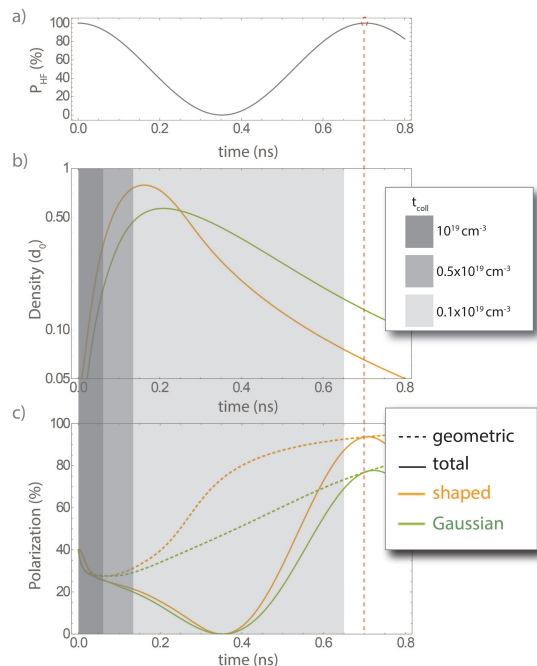 a)
P_HF (%)
100
80
60
40
20
0
0.0 0.2 0.4 0.6 0.8
time (ns)
b)
Density (d₀)
1
0.50
0.10
0.05
0.0 0.2 0.4 0.6 0.8
time (ns)
t_coll
10¹⁹ cm⁻³
0.5x10¹⁹ cm⁻³
0.1x10¹⁹ cm⁻³
c)
Polarization (%)
100
80
60
40
20
0
0.0 0.2 0.4 0.6 0.8
time (ns)
geometric
total
shaped
Gaussian